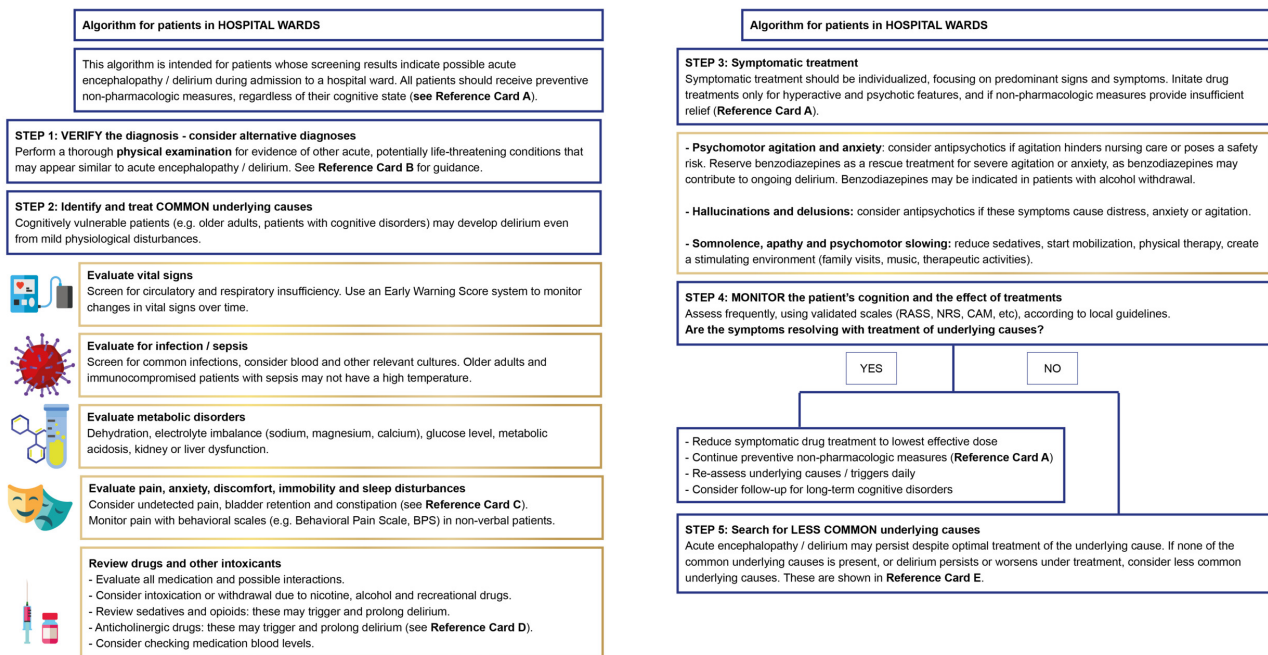 Algorithm for patients in HOSPITAL WARDS
This algorithm is intended for patients whose screening results indicate possible acute
encephalopathy / delirium during admission to a hospital ward. All patients should receive preventive
non-pharmacologic measures, regardless of their cognitive state (see Reference Card A).
STEP 1: VERIFY the diagnosis - consider alternative diagnoses
Perform a thorough physical examination for evidence of other acute, potentially life-threatening conditions that
may appear similar to acute encephalopathy / delirium. See Reference Card B for guidance.
STEP 2: Identify and treat COMMON underlying causes
Cognitively vulnerable patients (e.g. older adults, patients with cognitive disorders) may develop delirium even
from mild physiological disturbances.
Evaluate vital signs
Screen for circulatory and respiratory insufficiency. Use an Early Warning Score system to monitor
changes in vital signs over time.
Evaluate for infection / sepsis
Screen for common infections, consider blood and other relevant cultures. Older adults and
immunocompromised patients with sepsis may not have a high temperature.
Evaluate metabolic disorders
Dehydration, electrolyte imbalance (sodium, magnesium, calcium), glucose level, metabolic
acidosis, kidney or liver dysfunction.
Evaluate pain, anxiety, discomfort, immobility and sleep disturbances
Consider undetected pain, bladder retention and constipation (see Reference Card C).
Monitor pain with behavioral scales (e.g. Behavioral Pain Scale, BPS) in non-verbal patients.
Review drugs and other intoxicants
- Evaluate all medication and possible interactions.
- Consider intoxication or withdrawal due to nicotine, alcohol and recreational drugs.
- Review sedatives and opioids: these may trigger and prolong delirium.
- Anticholinergic drugs: these may trigger and prolong delirium (see Reference Card D).
- Consider checking medication blood levels.
Algorithm for patients in HOSPITAL WARDS
STEP 3: Symptomatic treatment
Symptomatic treatment should be individualized, focusing on predominant signs and symptoms. Initate drug
treatments only for hyperactive and psychotic features, and if non-pharmacologic measures provide insufficient
relief (Reference Card A).
- Psychomotor agitation and anxiety: consider antipsychotics if agitation hinders nursing care or poses a safety
risk. Reserve benzodiazepines as a rescue treatment for severe agitation or anxiety, as benzodiazepines may
contribute to ongoing delirium. Benzodiazepines may be indicated in patients with alcohol withdrawal.
- Hallucinations and delusions: consider antipsychotics if these symptoms cause distress, anxiety or agitation.
- Somnolence, apathy and psychomotor slowing: reduce sedatives, start mobilization, physical therapy, create
a stimulating environment (family visits, music, therapeutic activities).
STEP 4: MONITOR the patient's cognition and the effect of treatments
Assess frequently, using validated scales (RASS, NRS, CAM, etc), according to local guidelines.
Are the symptoms resolving with treatment of underlying causes?
YES
NO
- Reduce symptomatic drug treatment to lowest effective dose
- Continue preventive non-pharmacologic measures (Reference Card A)
- Re-assess underlying causes / triggers daily
- Consider follow-up for long-term cognitive disorders
STEP 5: Search for LESS COMMON underlying causes
Acute encephalopathy / delirium may persist despite optimal treatment of the underlying cause. If none of the
common underlying causes is present, or delirium persists or worsens under treatment, consider less common
underlying causes. These are shown in Reference Card E.